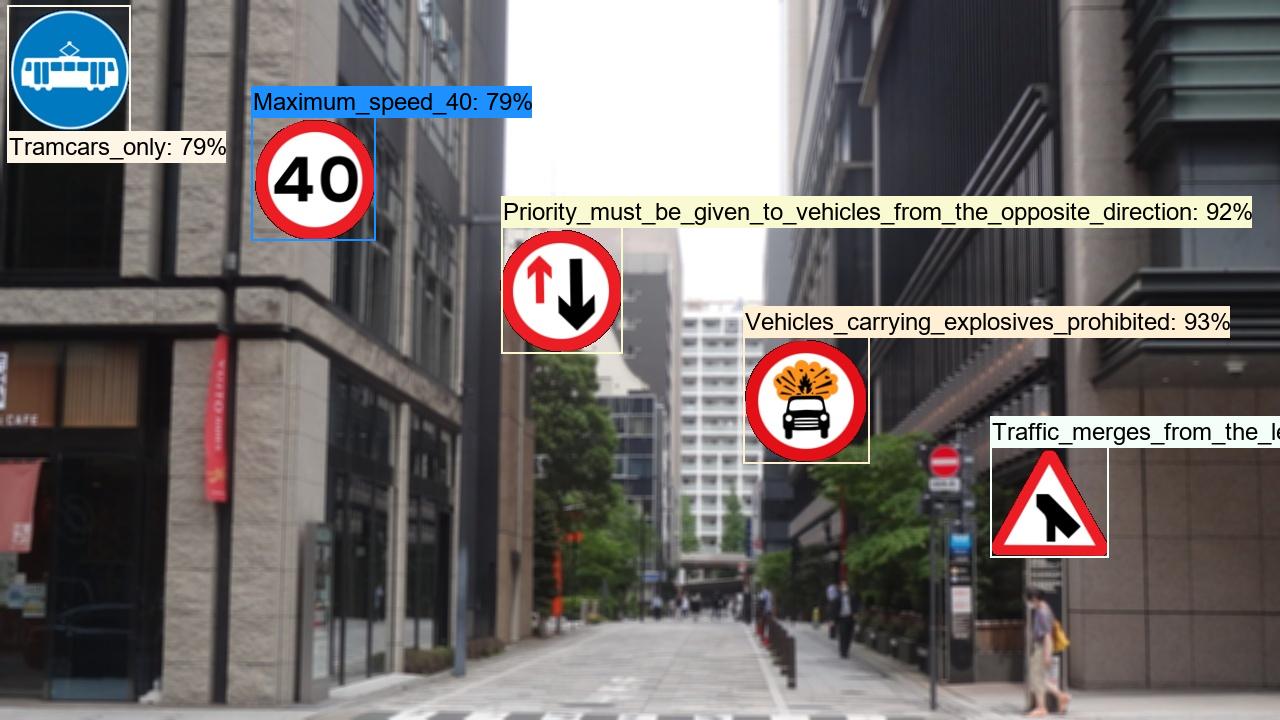 Tramcars_only: 79%
Maximum_speed_40: 79%
40
Priority_must_be_given_to_vehicles_from_the_opposite_direction: 92%
Vehicles_carrying_explosives_prohibited: 93%
Traffic_merges_from_the_le
CAFE